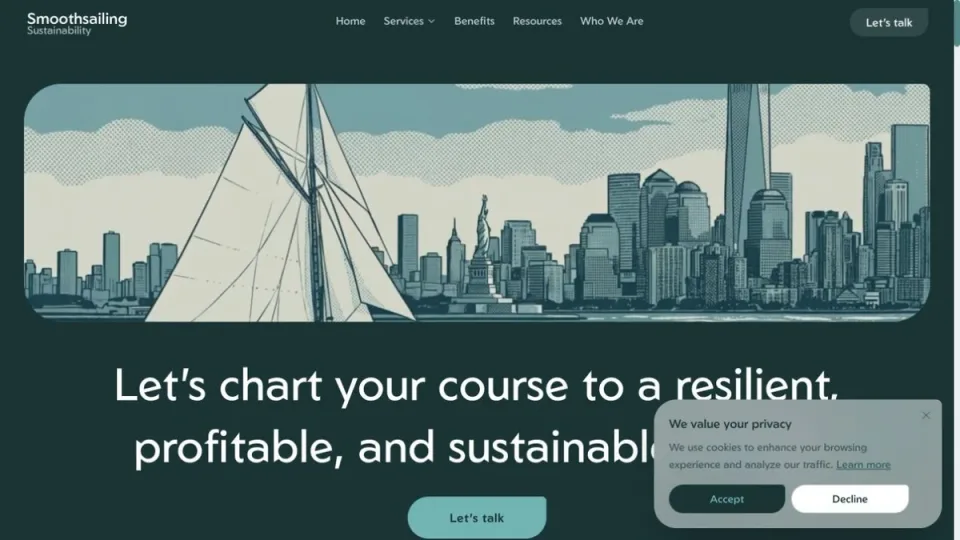 Smoothsailing
Sustainability
Home Services Benefits Resources Who We Are
Let's talk
Let's chart your course to a resilient,
profitable, and sustainable
Let's talk
We value your privacy
We use cookies to enhance your browsing
experience and analyze our traffic. Learn more
Accept Decline